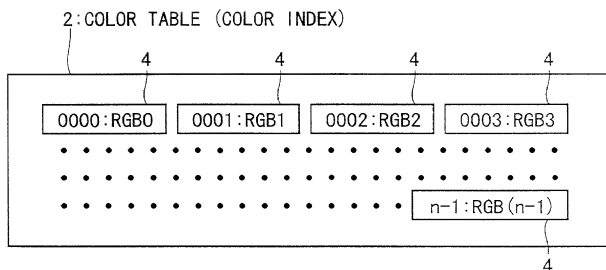 2:COLOR TABLE (COLOR INDEX)
4 4 4 4
0000:RGB0 0001:RGB1 0002:RGB2 0003:RGB3
n-1:RGB(n-1)
4